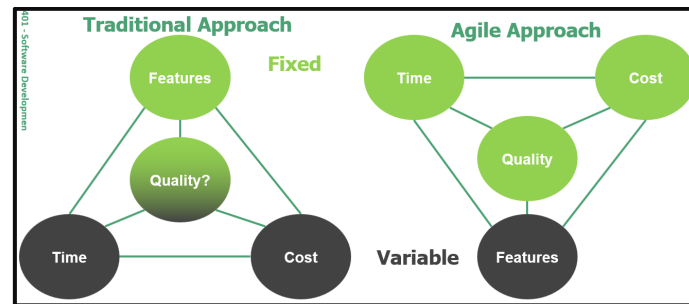 401 - Software Developmen
Traditional Approach
Agile Approach
Fixed
Features
Quality?
Time
Cost
Time
Cost
Quality
Variable
Features